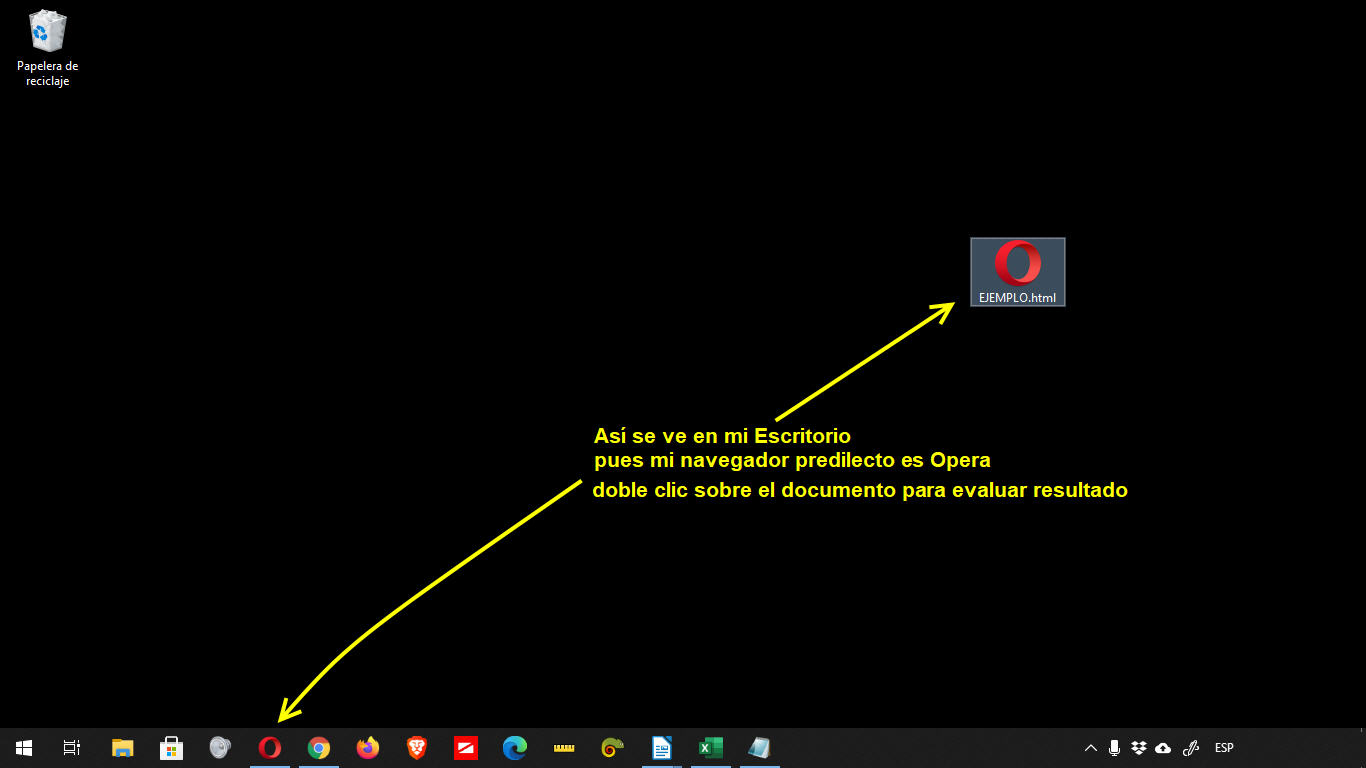 Papelera de
reciclaje
EJEMPLO.html
Así se ve en mi Escritorio
pues mi navegador predilecto es Opera
doble clic sobre el documento para evaluar resultado
ESP